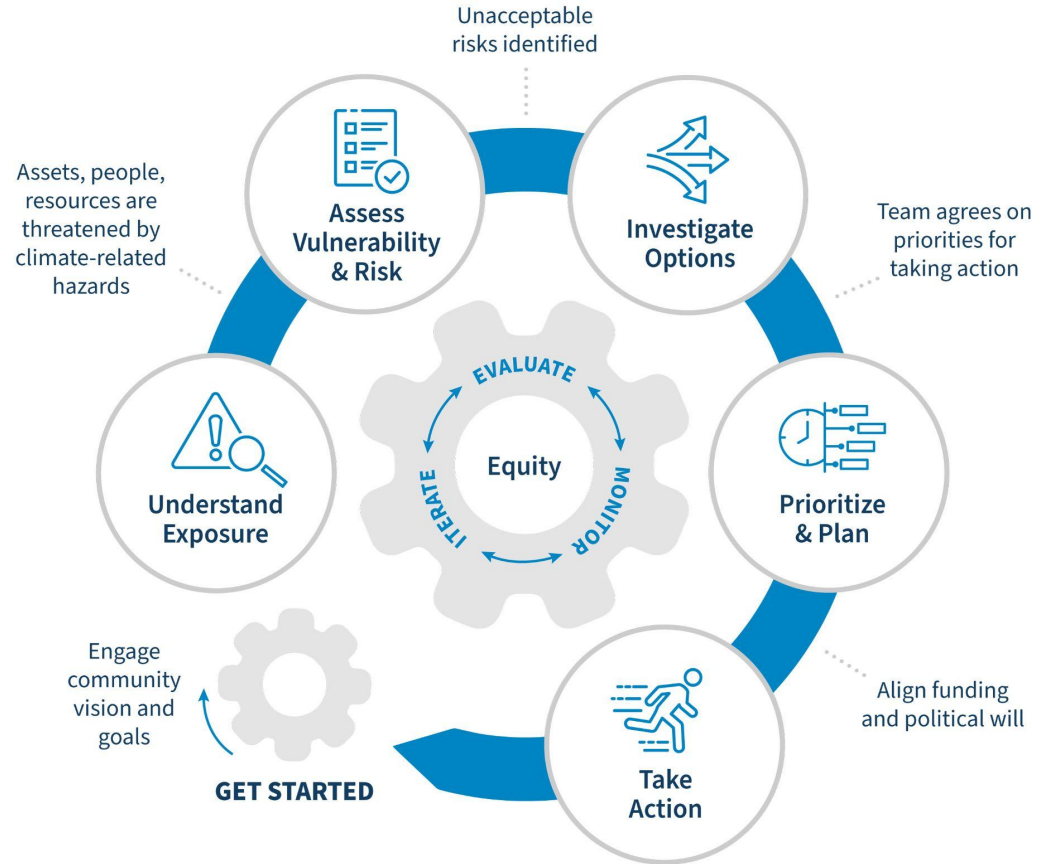 Unacceptable
risks identified
Assess
Vulnerability
& Risk
Investigate
Options
Assets, people,
resources are
threatened by
climate-related
hazards
Team agrees on
priorities for
taking action
EVALUATE
MONITOR
ITERATE
Equity
Understand
Exposure
Prioritize
& Plan
Engage
community
vision and
goals
GET STARTED
Take
Action
Align funding
and political will